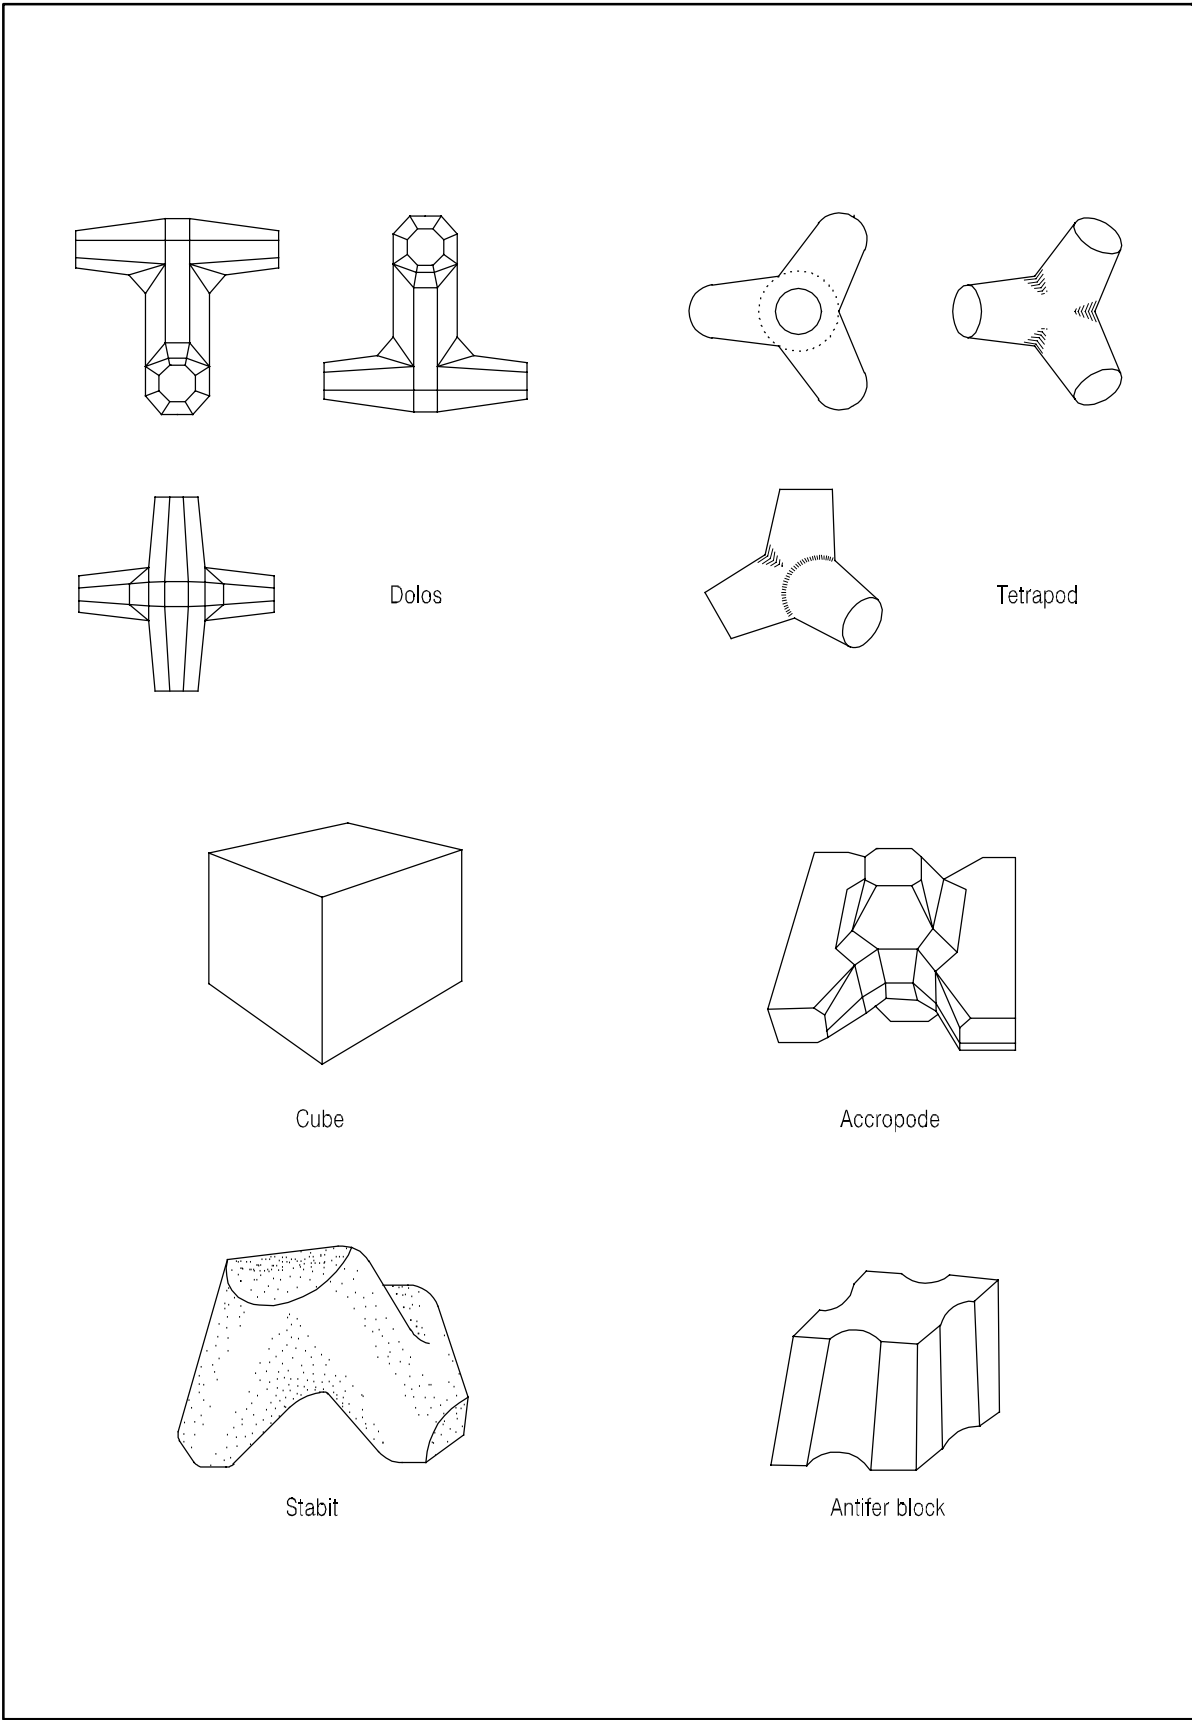 Dolos
Tetrapod
Cube
Accropode
Stabit
Antifer block